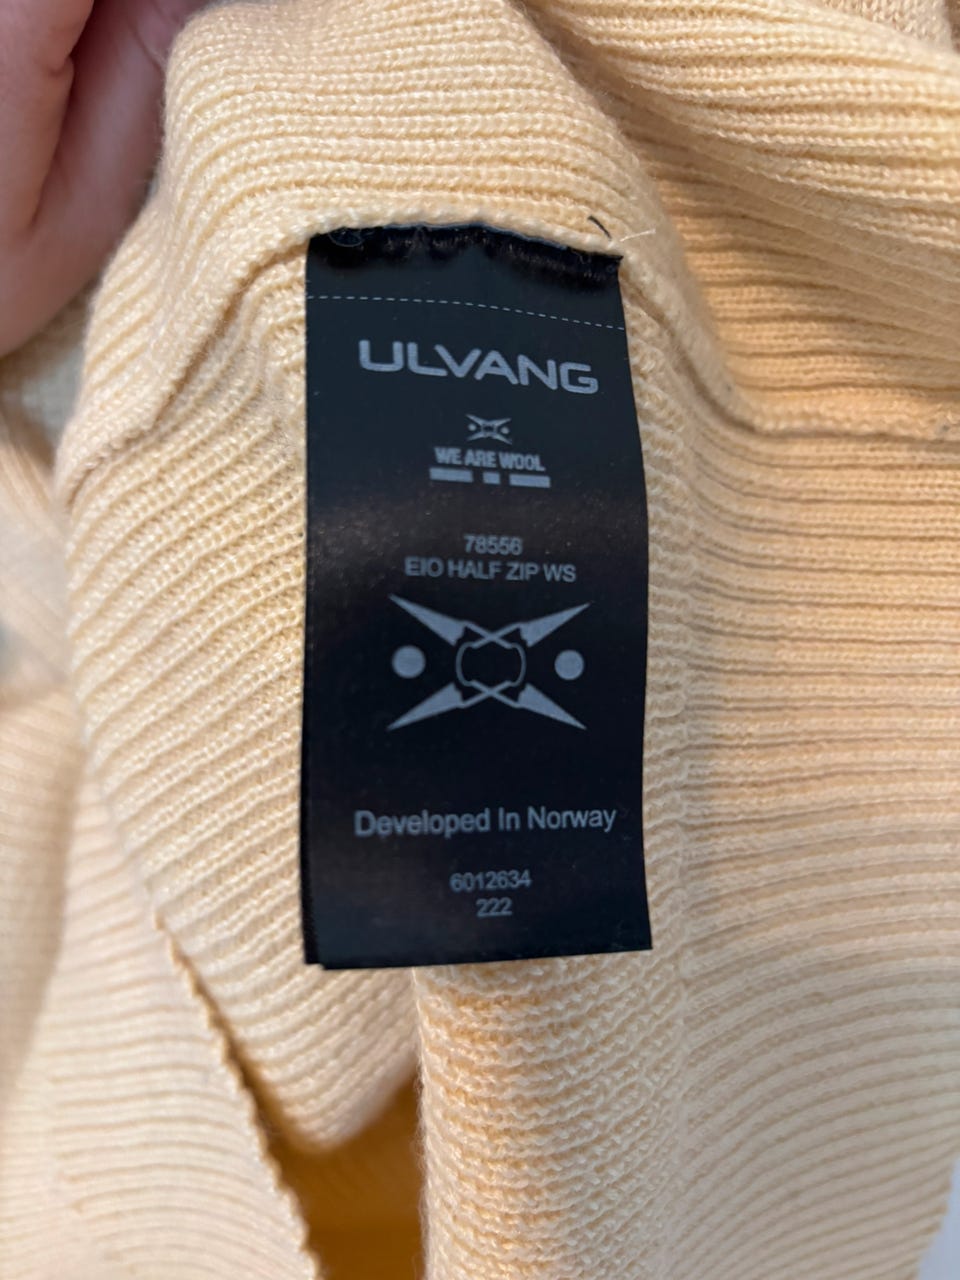 ULVANG
WE ARE WOOL
78556
EIO HALF ZIP WS
Developed In Norway
6012634
222